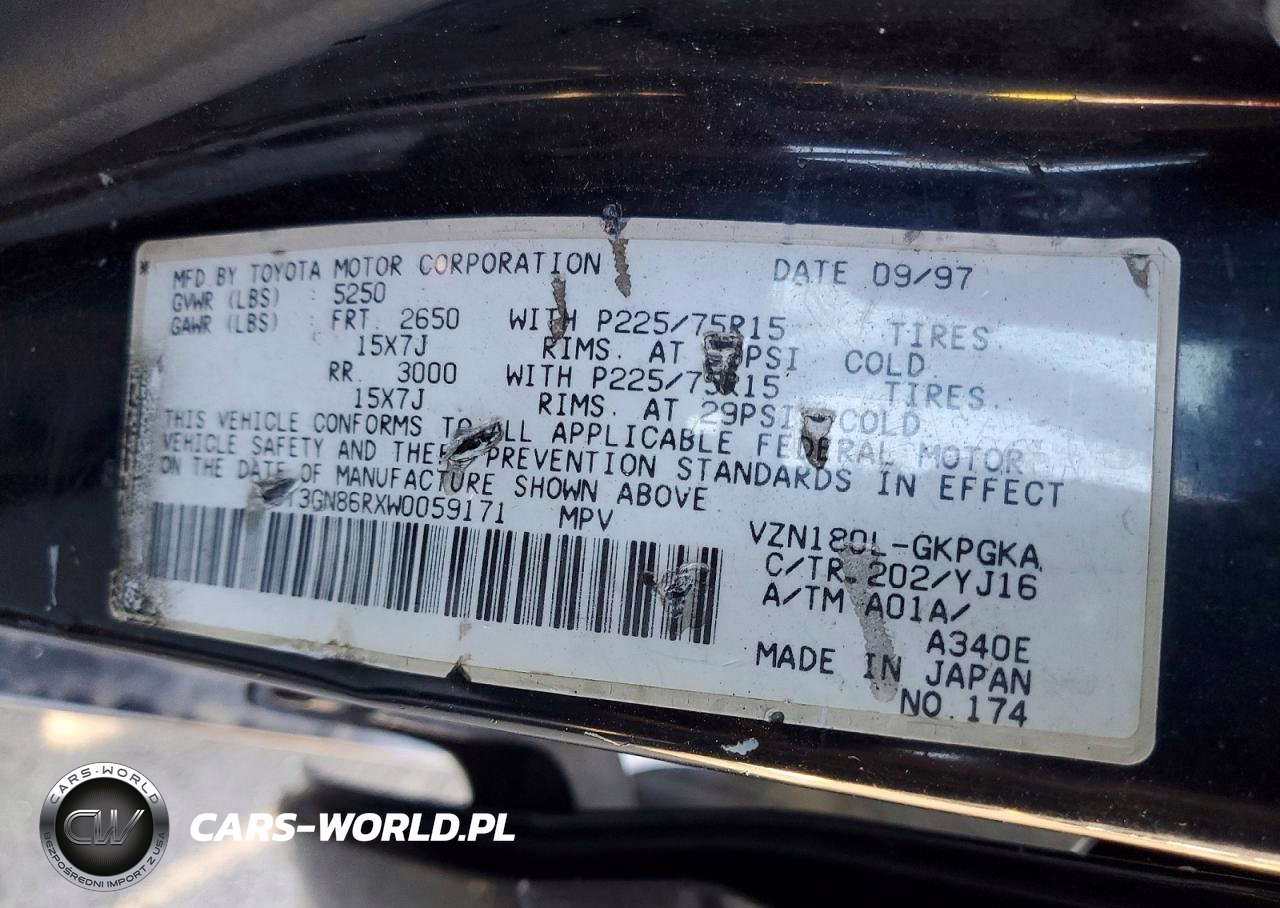 MFD BY TOYOTA MOTOR CORPORATION DATE 09/97
GVWR (LBS) : 5250
GAWR (LBS) : FRT. 2650 WITH P225/75R15 TIRES.
15X7J RIMS. AT PSI COLD
RR. 3000 WITH P225/75R15 TIRES.
15X7J RIMS. AT 29PSI COLD
THIS VEHICLE CONFORMS TO ALL APPLICABLE FEDERAL MOTOR
VEHICLE SAFETY AND THEFT PREVENTION STANDARDS IN EFFECT
ON THE DATE OF MANUFACTURE SHOWN ABOVE
T3GN86RXW0059171 MPV
VZN180L-GKPGKA
C/TR.202/YJ16
A/TM A01A/
A340E
MADE IN JAPAN
NO.174
CARS-WORLD
CW
BEZPOŚREDNI IMPORT Z USA
CARS-WORLD.PL